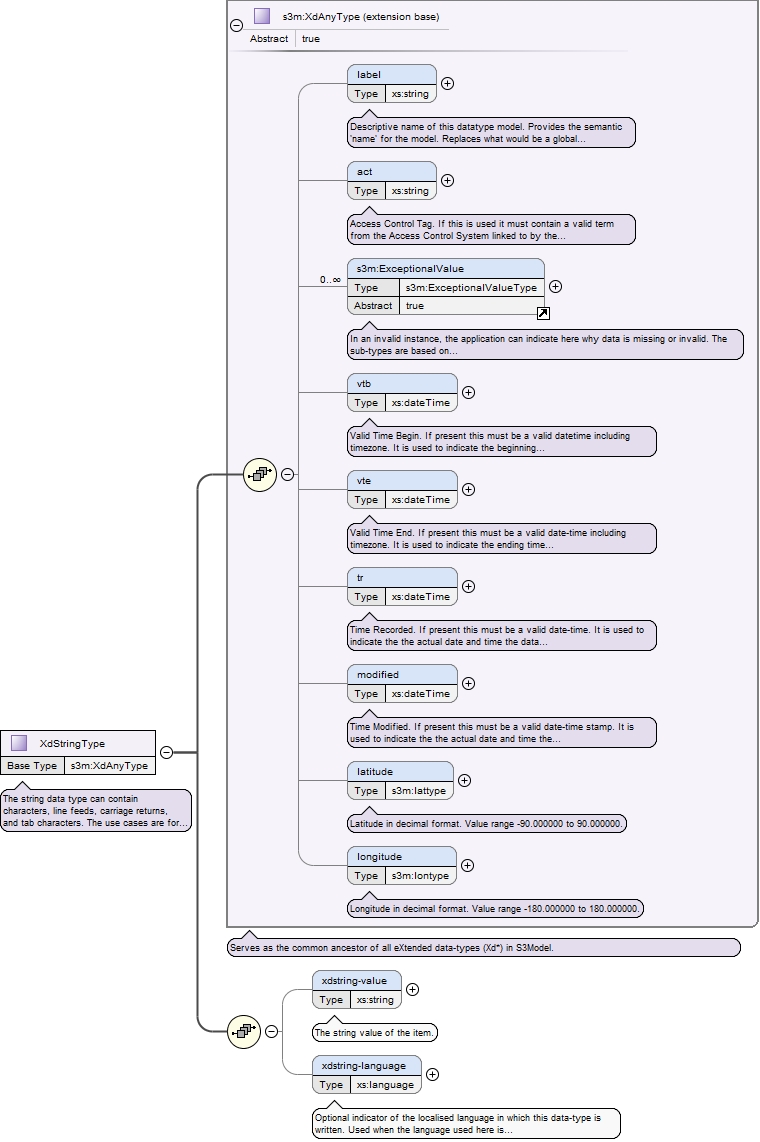 s3m:XdAnyType (extension base)
Abstract true
label
Type xs:string
Descriptive name of this datatype model. Provides the semantic
'name' for the model. Replaces what would be a global...
act
Type xs:string
Access Control Tag. If this is used it must contain a valid term
from the Access Control System linked to by the...
0..∞
s3m:ExceptionalValue
Type s3m:ExceptionalValueType
Abstract true
In an invalid instance, the application can indicate here why data is missing or invalid. The
sub-types are based on...
vtb
Type xs:dateTime
Valid Time Begin. If present this must be a valid datetime including
timezone. It is used to indicate the beginning...
vte
Type xs:dateTime
Valid Time End. If present this must be a valid date-time including
timezone. It is used to indicate the ending time...
tr
Type xs:dateTime
Time Recorded. If present this must be a valid date-time. It is used to
indicate the the actual date and time the data...
modified
Type xs:dateTime
Time Modified. If present this must be a valid date-time stamp. It is
used to indicate the the actual date and time the...
XdStringType
Base Type s3m:XdAnyType
The string data type can contain
characters, line feeds, carriage returns,
and tab characters. The use cases are for...
latitude
Type s3m:lattype
Latitude in decimal format. Value range -90.000000 to 90.000000.
longitude
Type s3m:lontype
Longitude in decimal format. Value range -180.000000 to 180.000000.
Serves as the common ancestor of all eXtended data-types (Xd*) in S3Model.
xdstring-value
Type xs:string
The string value of the item.
xdstring-language
Type xs:language
Optional indicator of the localised language in which this data-type is
written. Used when the language used here is...